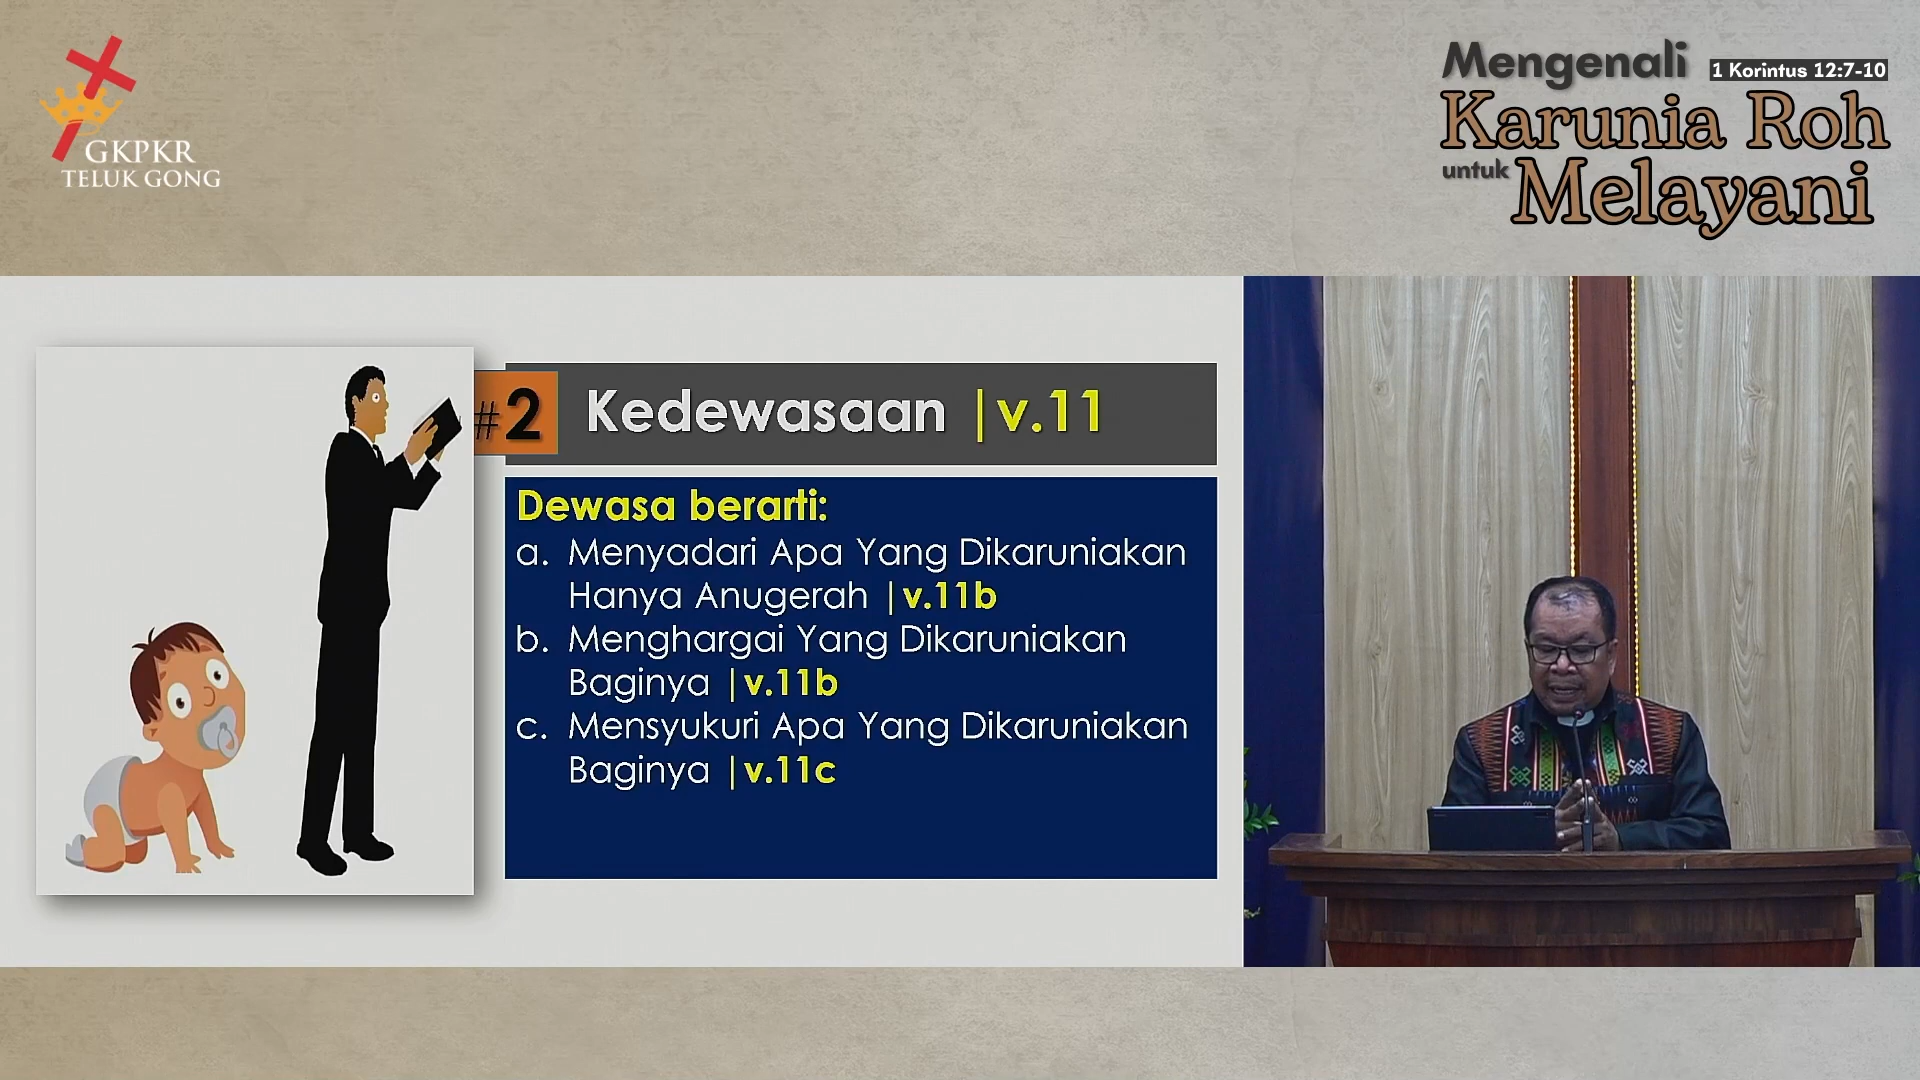 GKPKR
TELUK GONG
Mengenali
1 Korintus 12:7-10
Karunia Roh
untuk Melayani
#2 Kedewasaan |v.11
Dewasa berarti:
a. Menyadari Apa Yang Dikaruniakan
Hanya Anugerah |v.11b
b. Menghargai Yang Dikaruniakan
Baginya |v.11b
c. Mensyukuri Apa Yang Dikaruniakan
Baginya |v.11c